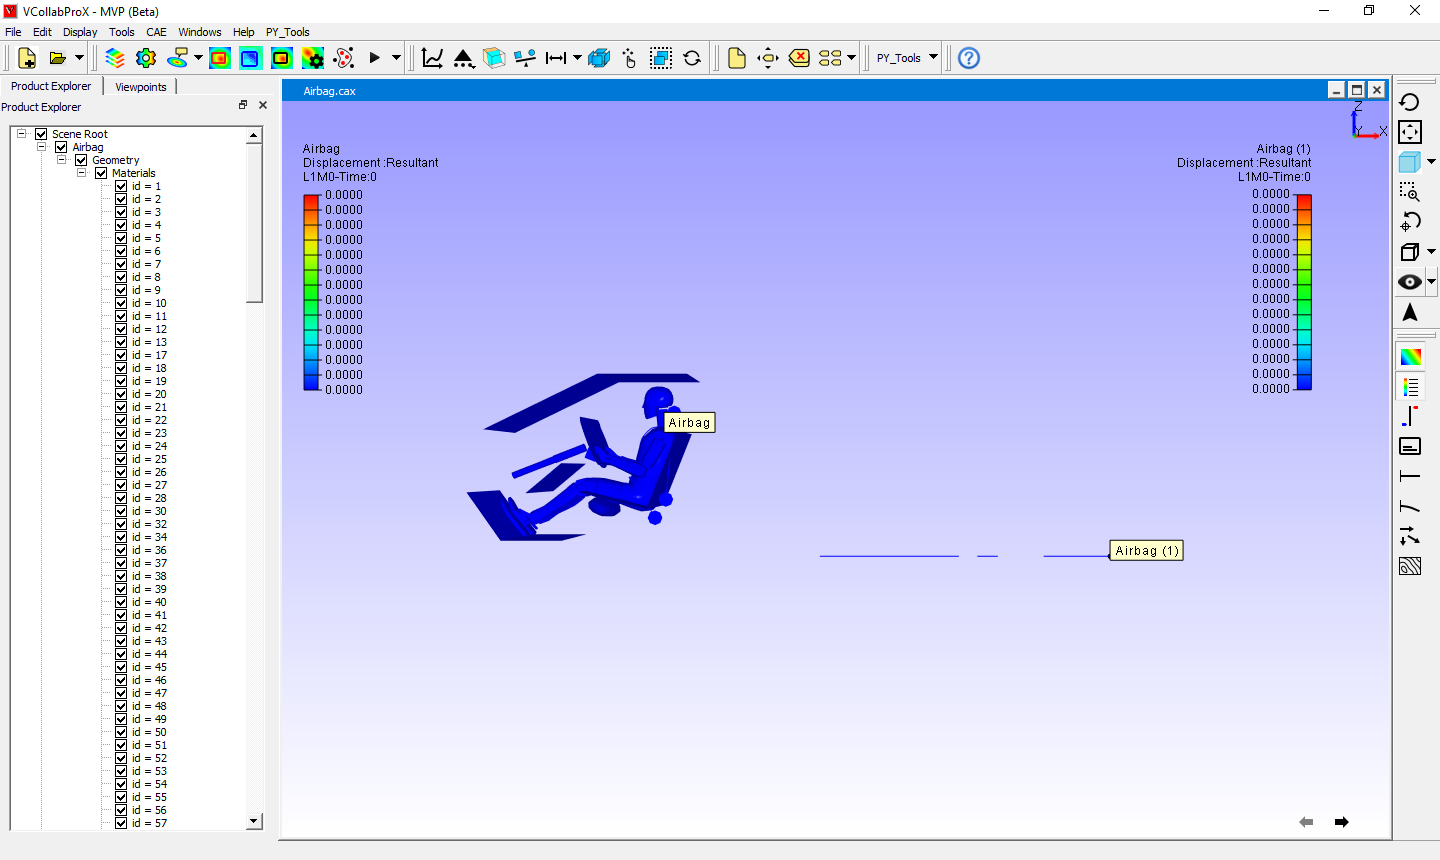 VCollabProX - MVP (Beta)
File Edit Display Tools CAE Windows Help PY_Tools
PY_Tools
Product Explorer Viewpoints
Product Explorer
Scene Root
Airbag
Geometry
Materials
id = 1
id = 2
id = 3
id = 4
id = 5
id = 6
id = 7
id = 8
id = 9
id = 10
id = 11
id = 12
id = 13
id = 17
id = 18
id = 19
id = 20
id = 21
id = 22
id = 23
id = 24
id = 25
id = 26
id = 27
id = 28
id = 30
id = 32
id = 34
id = 36
id = 37
id = 38
id = 39
id = 40
id = 41
id = 42
id = 43
id = 44
id = 45
id = 46
id = 47
id = 48
id = 49
id = 50
id = 51
id = 52
id = 53
id = 54
id = 55
id = 56
id = 57
Airbag.cax
Z
Y X
Airbag
Displacement :Resultant
L1M0-Time:0
0.0000
0.0000
0.0000
0.0000
0.0000
0.0000
0.0000
0.0000
0.0000
0.0000
0.0000
0.0000
0.0000
0.0000
Airbag (1)
Displacement :Resultant
L1M0-Time:0
0.0000
0.0000
0.0000
0.0000
0.0000
0.0000
0.0000
0.0000
0.0000
0.0000
0.0000
0.0000
0.0000
0.0000
Airbag
Airbag (1)